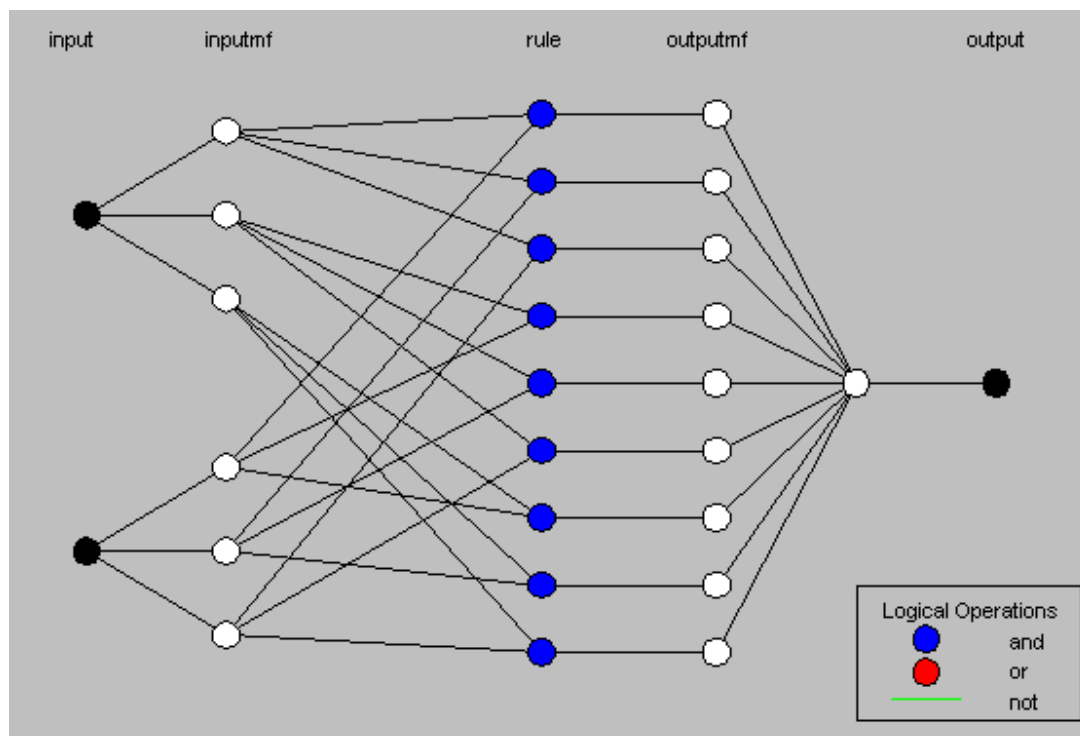 input inputmf rule outputmf output
Logical Operations
and
or
not